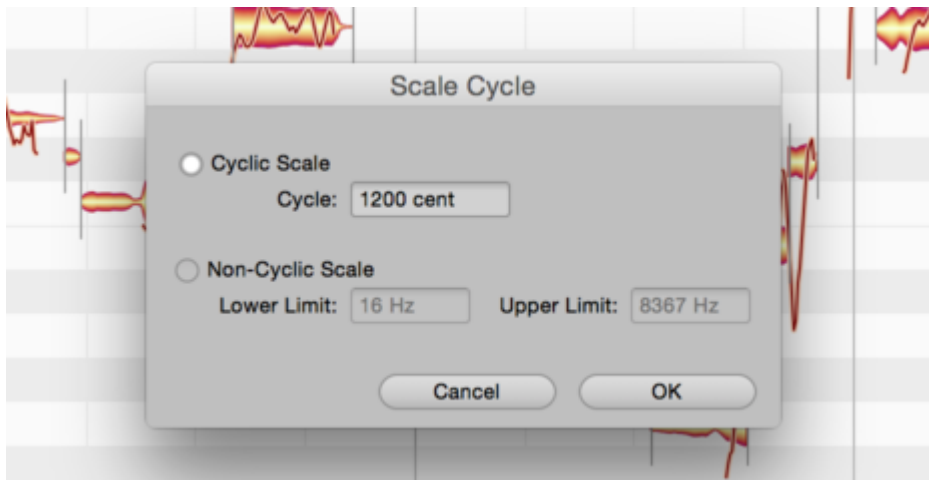 Scale Cycle
Cyclic Scale
Cycle: 1200 cent
Non-Cyclic Scale
Lower Limit: 16 Hz Upper Limit: 8367 Hz
Cancel OK